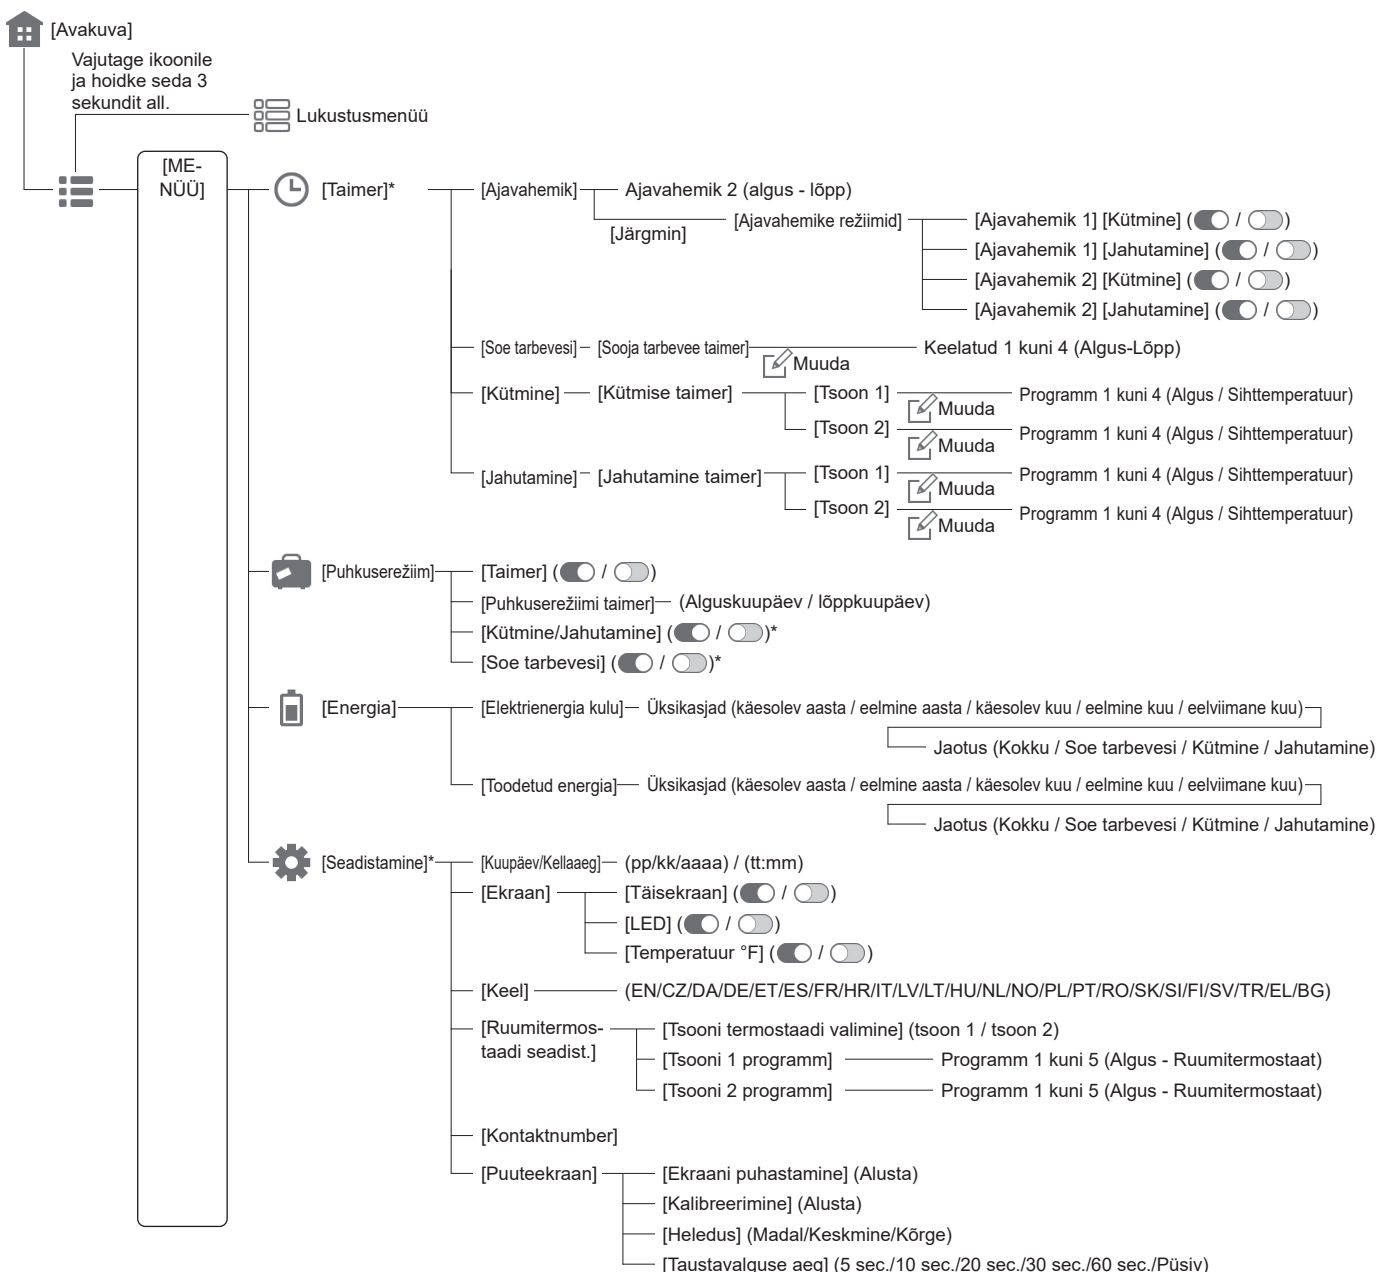 [Avakuva]
Vajutage ikoonile
ja hoidke seda 3
sekundit all.
Lukustusmenüü
[ME-
NÜÜ]
[Taimer]*
[Ajavahemik]
Ajavahemik 2 (algus - lõpp)
[Järgmin]
[Ajavahemike režiimid]
[Ajavahemik 1] [Kütmine] ( / )
[Ajavahemik 1] [Jahutamine] ( / )
[Ajavahemik 2] [Kütmine] ( / )
[Ajavahemik 2] [Jahutamine] ( / )
[Soe tarbevesi]
[Sooja tarbevee taimer]
Muuda
Keelatud 1 kuni 4 (Algus-Lõpp)
[Kütmine]
[Kütmise taimer]
[Tsoon 1]
Muuda
Programm 1 kuni 4 (Algus / Sihttemperatuur)
[Tsoon 2]
Muuda
Programm 1 kuni 4 (Algus / Sihttemperatuur)
[Jahutamine]
[Jahutamine taimer]
[Tsoon 1]
Muuda
Programm 1 kuni 4 (Algus / Sihttemperatuur)
[Tsoon 2]
Muuda
Programm 1 kuni 4 (Algus / Sihttemperatuur)
[Puhkuserežiim]
[Taimer] ( / )
[Puhkuserežiimi taimer]
(Alguskuupäev / lõppkuupäev)
[Kütmine/Jahutamine] ( / )*
[Soe tarbevesi] ( / )*
[Energia]
[Elektrienergia kulu]
Üksikasjad (käesolev aasta / eelmine aasta / käesolev kuu / eelmine kuu / eelviimane kuu)
Jaotus (Kokku / Soe tarbevesi / Kütmine / Jahutamine)
[Toodetud energia]
Üksikasjad (käesolev aasta / eelmine aasta / käesolev kuu / eelmine kuu / eelviimane kuu)
Jaotus (Kokku / Soe tarbevesi / Kütmine / Jahutamine)
[Seadistamine]*
[Kuupäev/Kellaaeg]
(pp/kk/aaaa) / (tt:mm)
[Ekraan]
[Täisekraan] ( / )
[LED] ( / )
[Temperatuur °F] ( / )
[Keel]
(EN/CZ/DA/DE/ET/ES/FR/HR/IT/LV/LT/HU/NL/NO/PL/PT/RO/SK/SI/FI/SV/TR/EL/BG)
[Ruumitermos-
taadi seadist.]
[Tsooni termostaadi valimine] (tsoon 1 / tsoon 2)
[Tsooni 1 programm]
Programm 1 kuni 5 (Algus - Ruumitermostaat)
[Tsooni 2 programm]
Programm 1 kuni 5 (Algus - Ruumitermostaat)
[Kontaktnumber]
[Puuteekraan]
[Ekraani puhastamine] (Alusta)
[Kalibreerimine] (Alusta)
[Heledus] (Madal/Keskmine/Kõrge)
[Taustavalguse aeg] (5 sec./10 sec./20 sec./30 sec./60 sec./Püsiv)